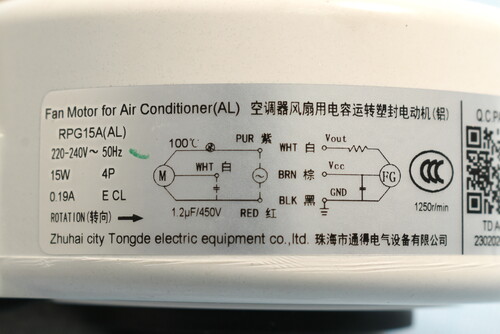 Fan Motor for Air Conditioner(AL) 空调器风扇用电容运转塑封电动机(铝)
RPG15A(AL)
220-240V～ 50Hz
15W 4P
0.19A E CL
ROTATION(转向)
100℃ PUR 紫
WHT 白
M
1.2μF/450V RED 红
Vout
WHT 白
Vcc
BRN 棕
GND
BLK 黑
FG
CCC
1250r/min
Zhuhai city Tongde electric equipment co.,ltd. 珠海市通得电气设备有限公司
QCPA
TDA
230202